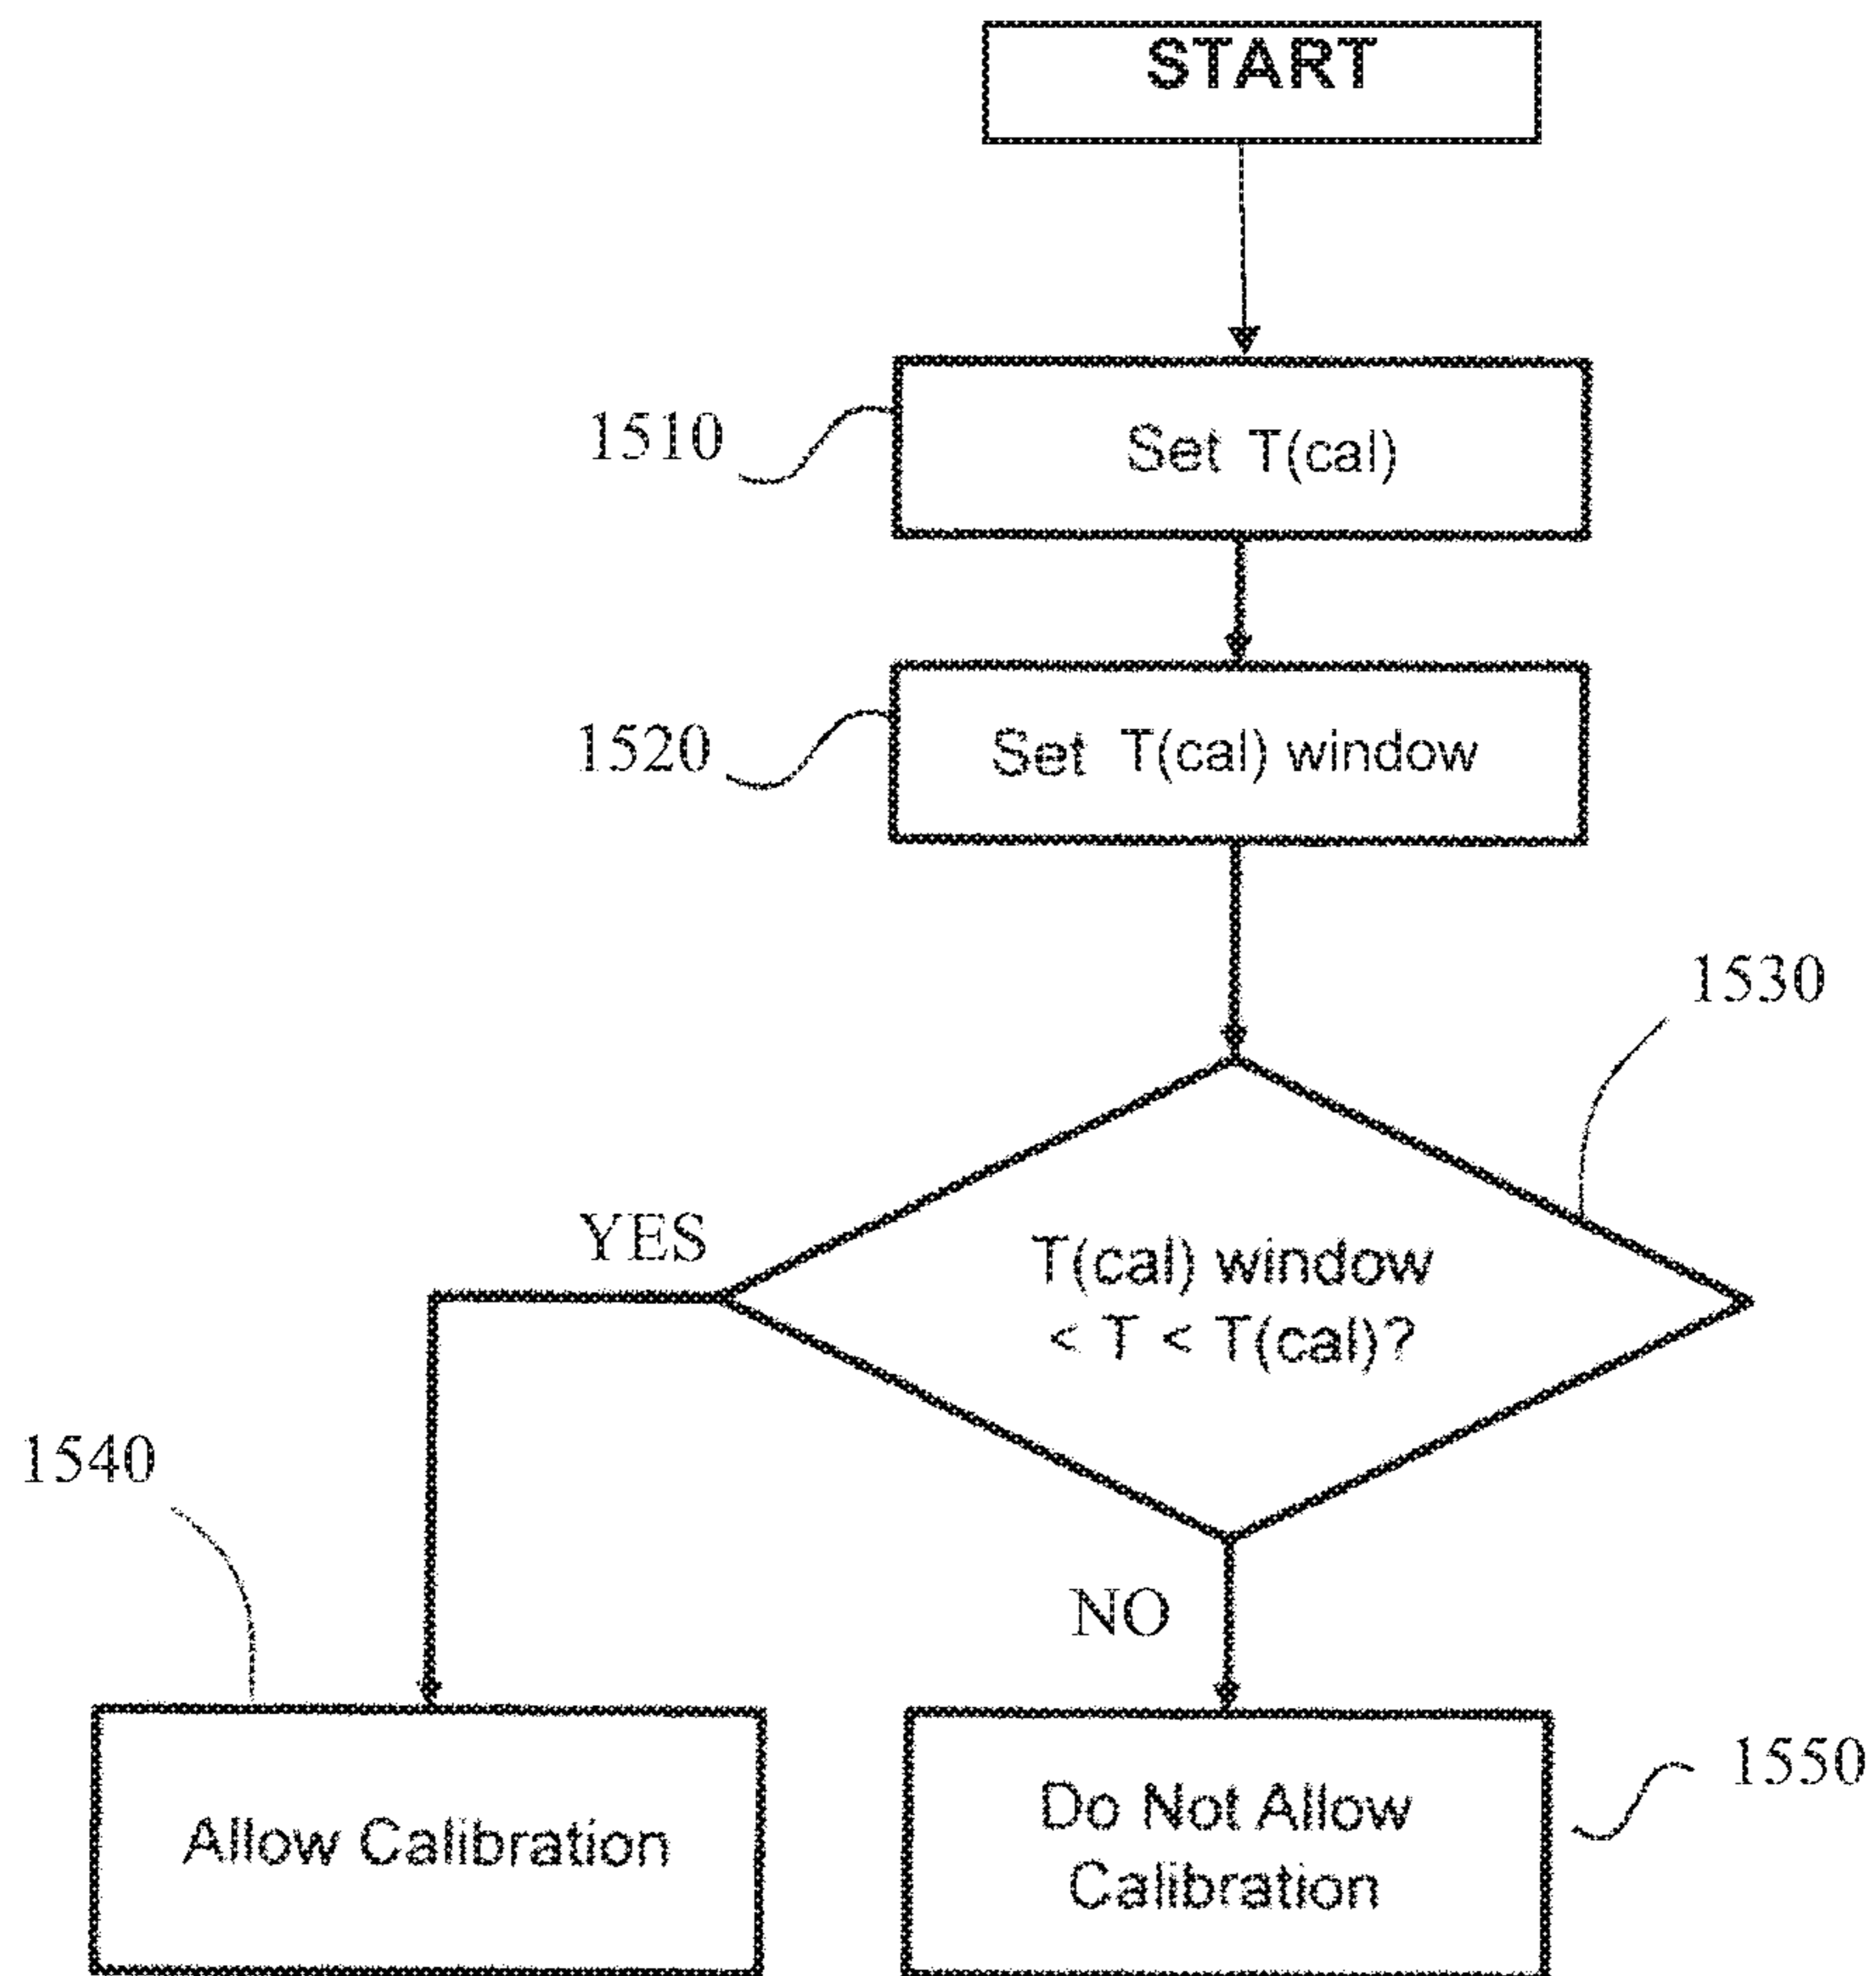 START
1510
Set T(cal)
1520
Set T(cal) window
1530
YES
T(cal) window
< T < T(cal)?
1540
NO
1550
Allow Calibration
Do Not Allow
Calibration